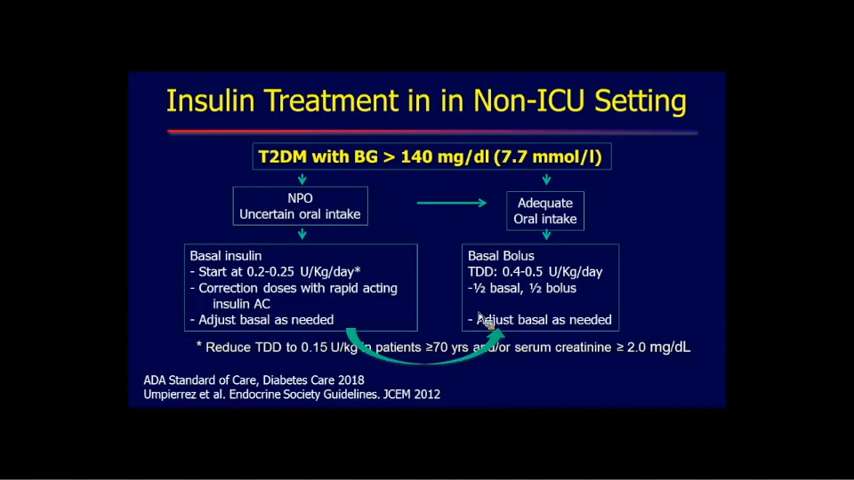 Insulin Treatment in in Non-ICU Setting
T2DM with BG > 140 mg/dl (7.7 mmol/l)
NPO
Uncertain oral intake
Adequate
Oral intake
Basal insulin
- Start at 0.2-0.25 U/Kg/day*
- Correction doses with rapid acting
insulin AC
- Adjust basal as needed
Basal Bolus
TDD: 0.4-0.5 U/Kg/day
-½ basal, ½ bolus
- Adjust basal as needed
* Reduce TDD to 0.15 U/kg in patients ≥70 yrs and/or serum creatinine ≥ 2.0 mg/dL
ADA Standard of Care, Diabetes Care 2018
Umpierrez et al. Endocrine Society Guidelines. JCEM 2012